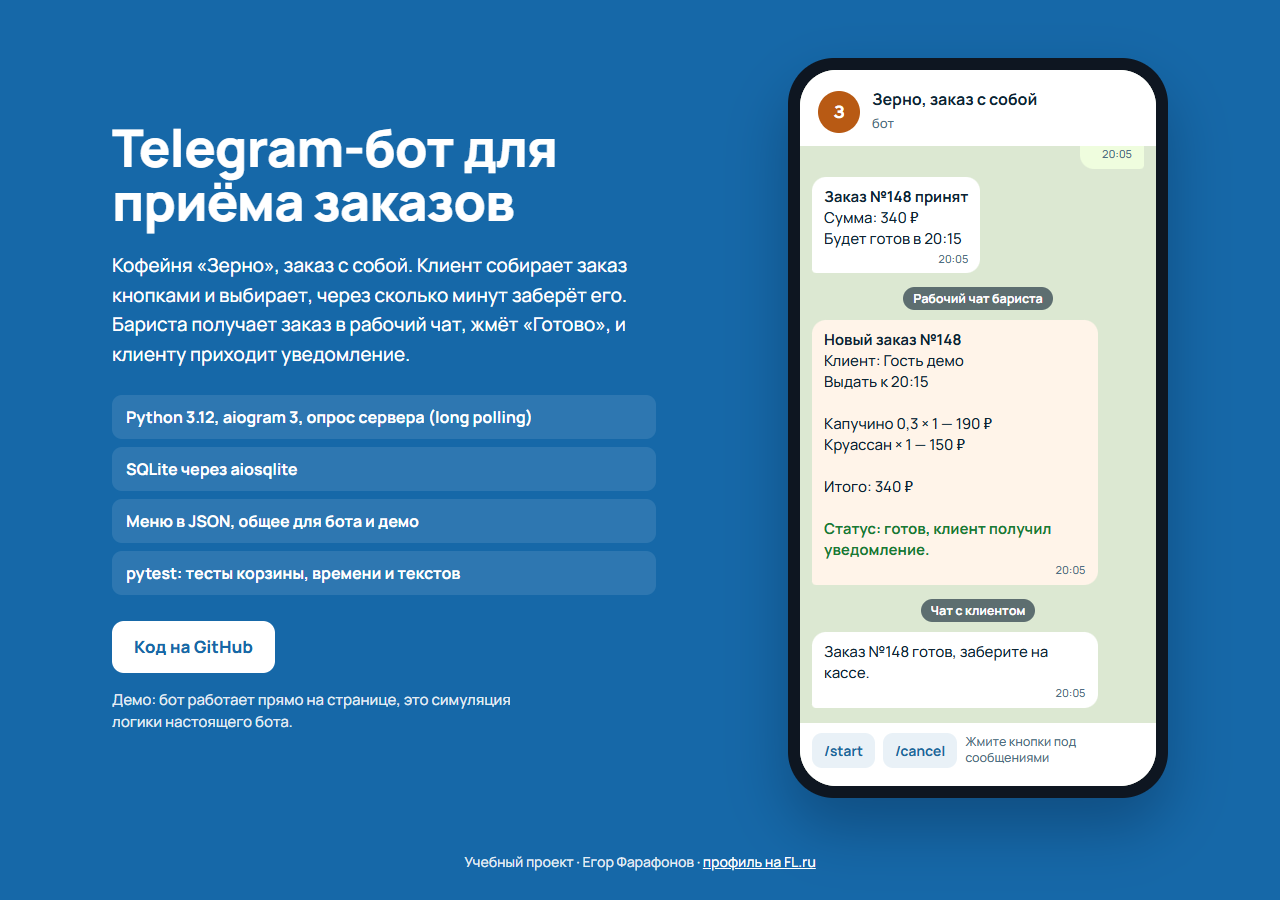 Telegram-бот для
приёма заказов
Кофейня «Зерно», заказ с собой. Клиент собирает заказ
кнопками и выбирает, через сколько минут заберёт его.
Бариста получает заказ в рабочий чат, жмёт «Готово», и
клиенту приходит уведомление.
Python 3.12, aiogram 3, опрос сервера (long polling)
SQLite через aiosqlite
Меню в JSON, общее для бота и демо
pytest: тесты корзины, времени и текстов
Код на GitHub
Демо: бот работает прямо на странице, это симуляция
логики настоящего бота.
З
Зерно, заказ с собой
бот
20:05
Заказ №148 принят
Сумма: 340 ₽
Будет готов в 20:15
20:05
Рабочий чат бариста
Новый заказ №148
Клиент: Гость демо
Выдать к 20:15
Капучино 0,3 × 1 — 190 ₽
Круассан × 1 — 150 ₽
Итого: 340 ₽
Статус: готов, клиент получил
уведомление.
20:05
Чат с клиентом
Заказ №148 готов, заберите на
кассе.
20:05
/start
/cancel
Жмите кнопки под
сообщениями
Учебный проект · Егор Фарафонов · профиль на FL.ru